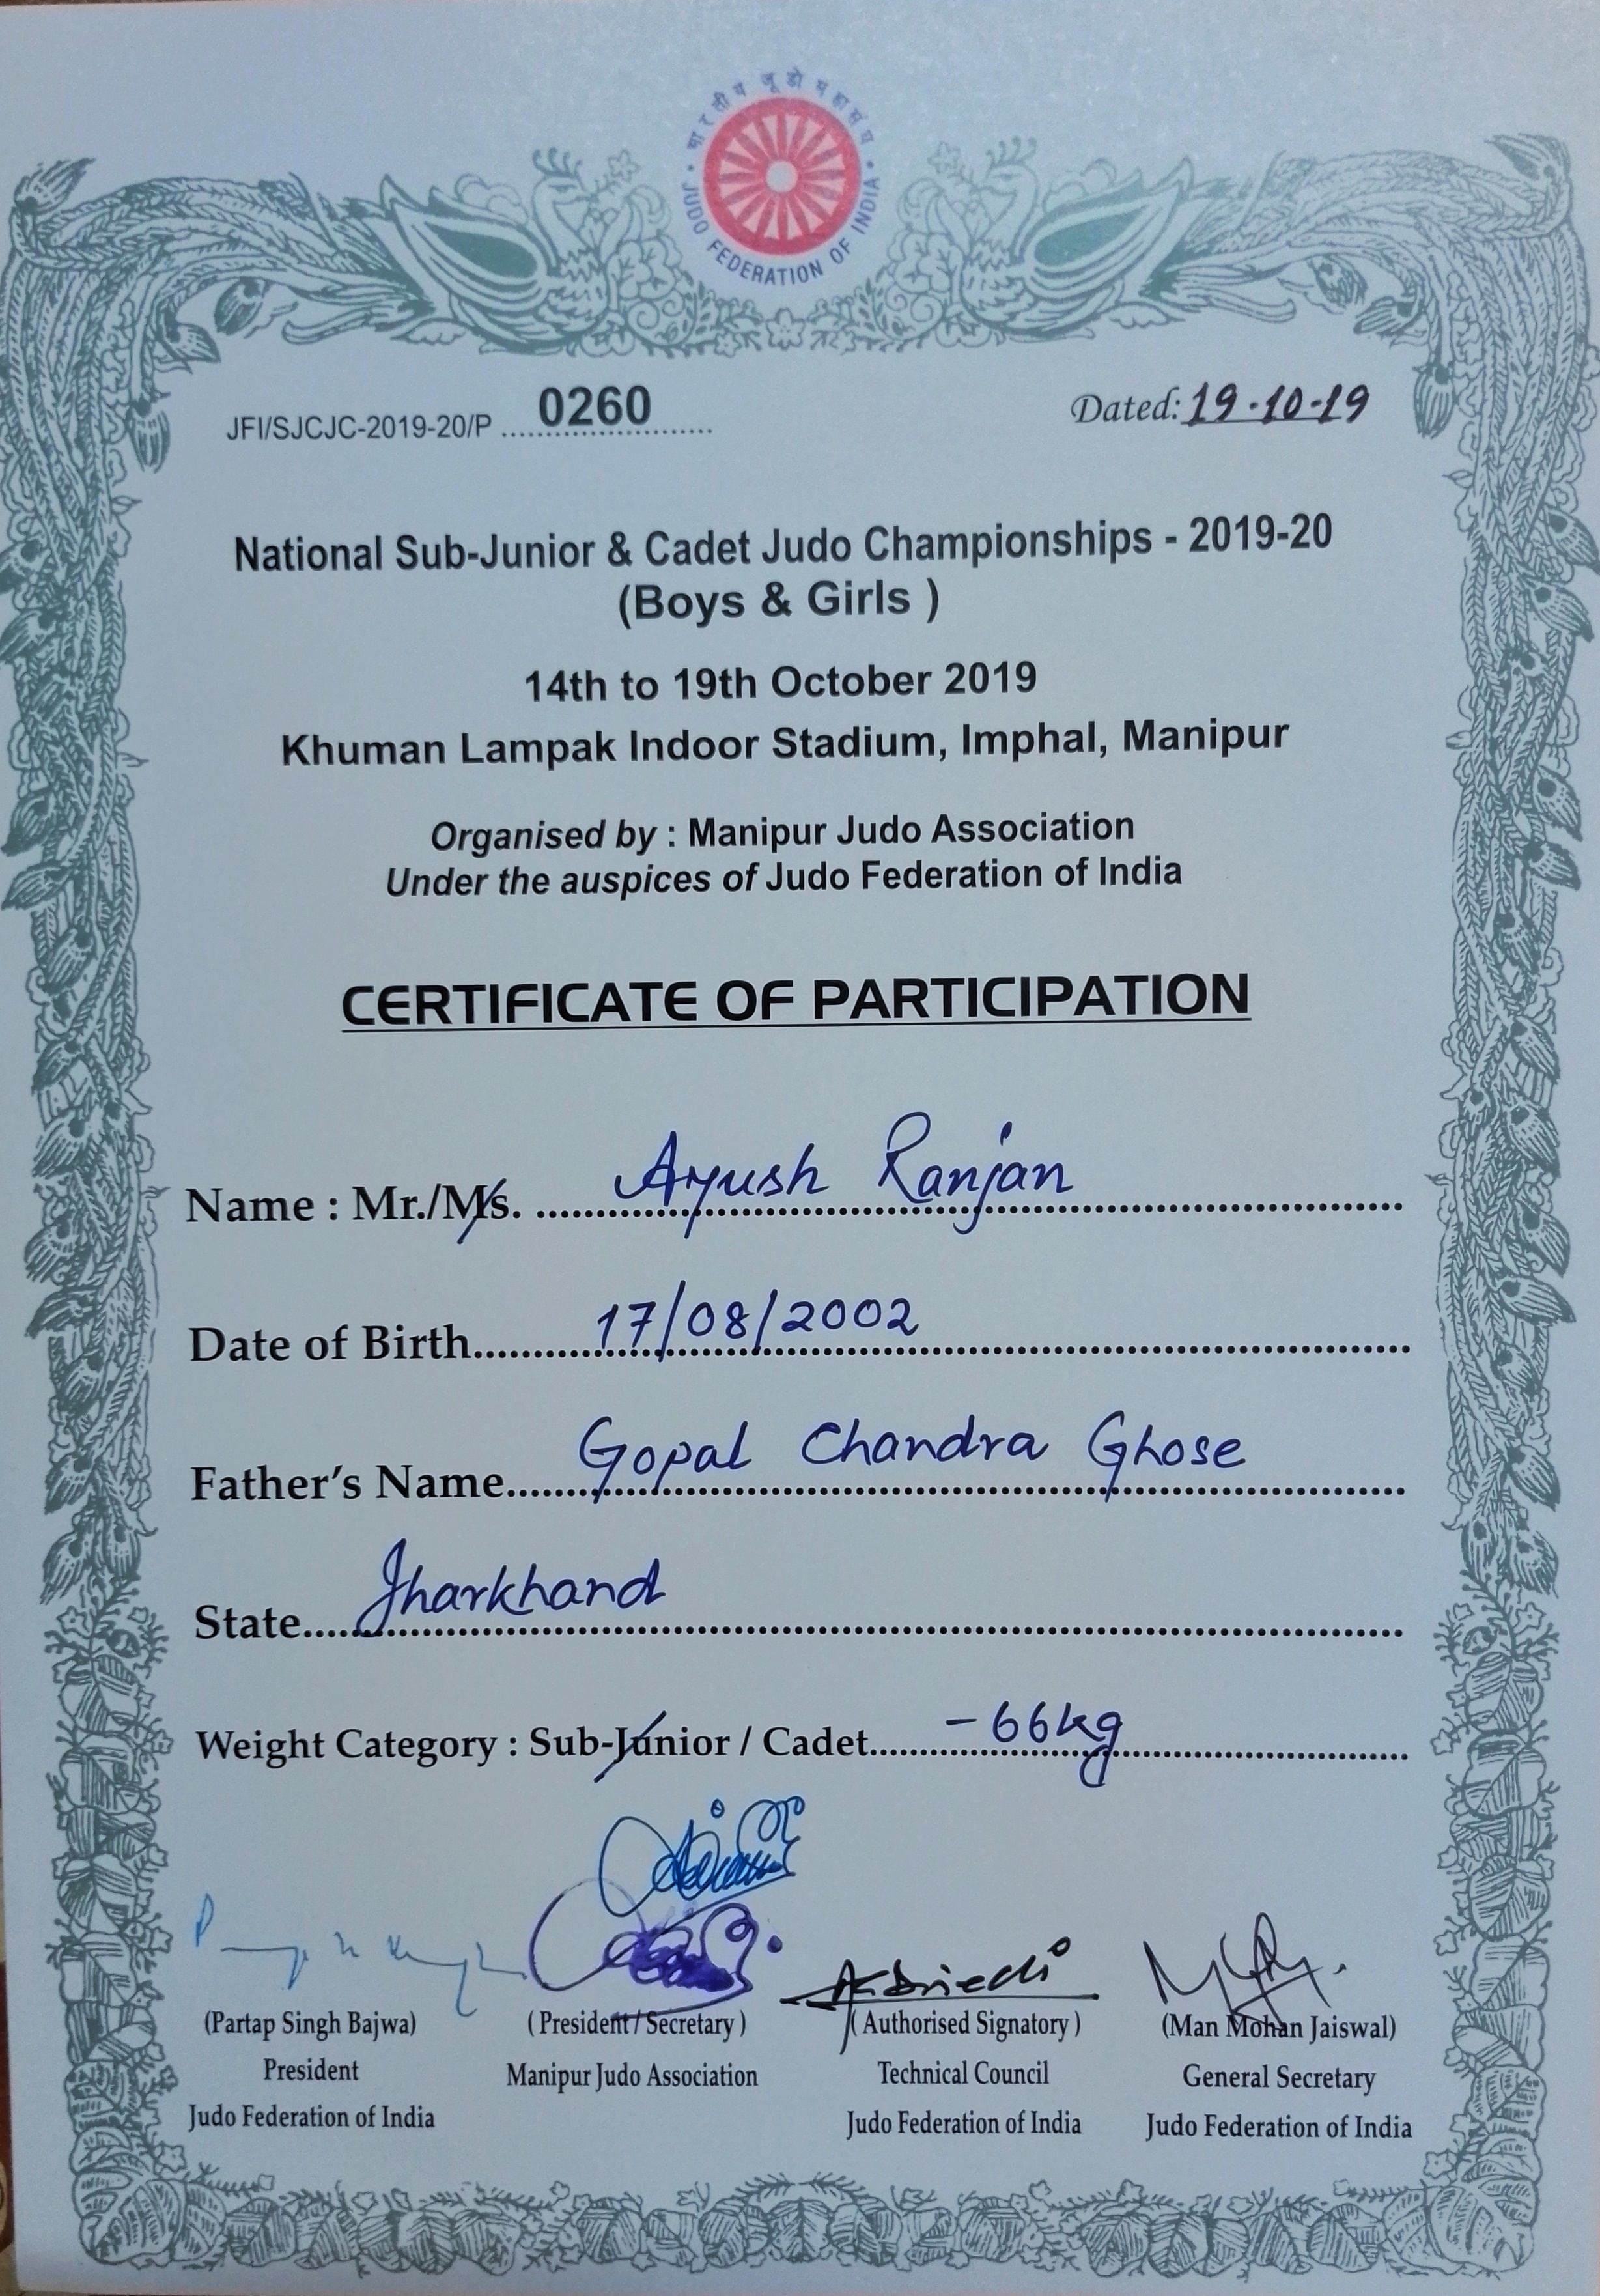 भारतीय जूडो महासंघ
JUDO FEDERATION OF INDIA
JFI/SJCJC-2019-20/P ........ 0260 ........
Dated: 19-10-19
National Sub-Junior & Cadet Judo Championships - 2019-20
(Boys & Girls )
14th to 19th October 2019
Khuman Lampak Indoor Stadium, Imphal, Manipur
Organised by : Manipur Judo Association
Under the auspices of Judo Federation of India
CERTIFICATE OF PARTICIPATION
Name : Mr./Ms. Ayush Ranjan
Date of Birth 17/08/2002
Father's Name Gopal Chandra Ghose
State Jharkhand
Weight Category : Sub-Junior / Cadet -66kg
(Partap Singh Bajwa) ( President / Secretary ) ( Authorised Signatory ) (Man Mohan Jaiswal)
President Manipur Judo Association Technical Council General Secretary
Judo Federation of India Judo Federation of India Judo Federation of India